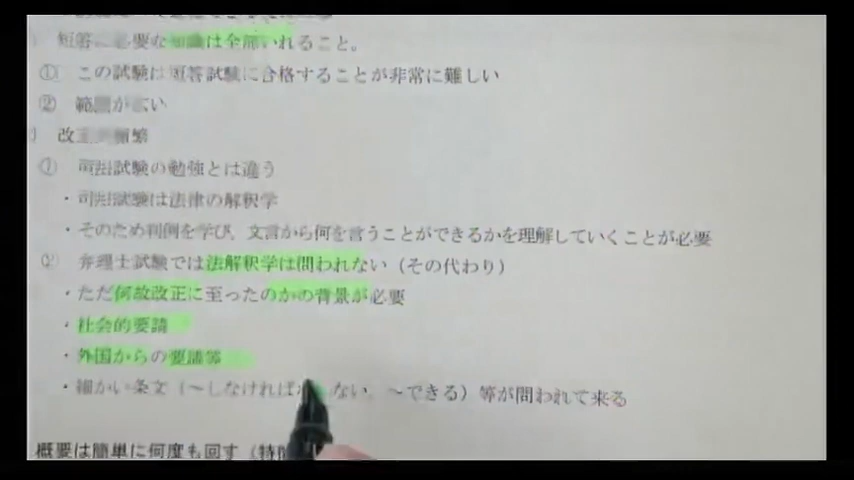 短答に必要な知識は全部いれること。
① この試験は短答試験に合格することが非常に難しい
② 範囲が広い
改正が頻繁
① 司法試験の勉強とは違う
・司法試験は法律の解釈学
・そのため判例を学び、文言から何を言うことができるかを理解していくことが必要
② 弁理士試験では法解釈学は問われない(その代わり)
・ただ何故改正に至ったのかの背景が必要
・社会的要請
・外国からの要請等
・細かい条文(～しなければ ない、～できる)等が問われて来る
概要は簡単に何度も回す